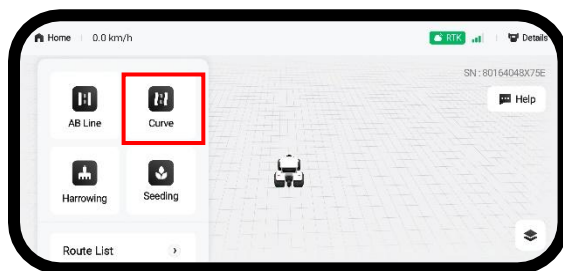 Home 0.0 km/h RTK Details
SN: 80164048X75E
Help
AB Line Curve
Harrowing Seeding
Route List